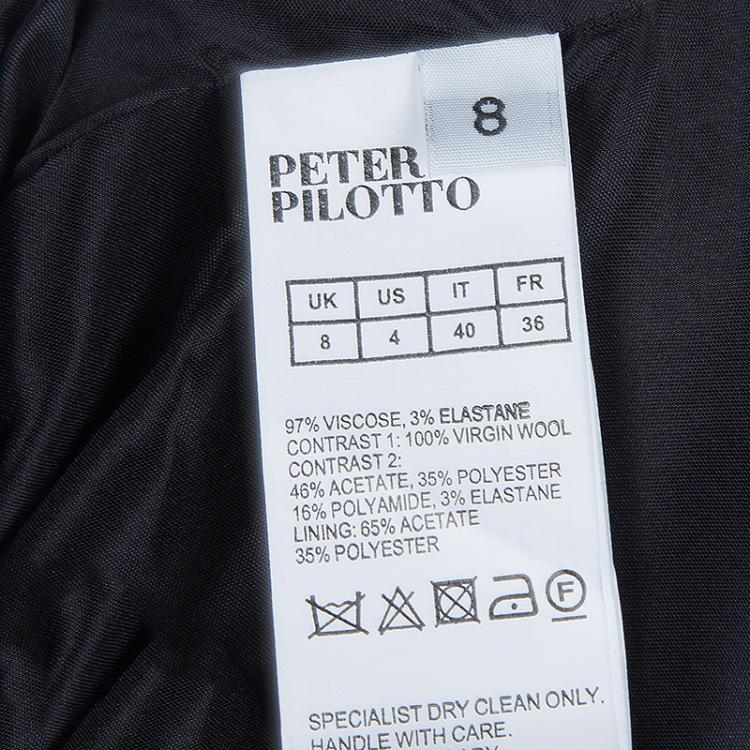 8
PETER
PILOTTO
UK US IT FR
8 4 40 36
97% VISCOSE, 3% ELASTANE
CONTRAST 1: 100% VIRGIN WOOL
CONTRAST 2:
46% ACETATE, 35% POLYESTER
16% POLYAMIDE, 3% ELASTANE
LINING: 65% ACETATE
35% POLYESTER
F
SPECIALIST DRY CLEAN ONLY.
HANDLE WITH CARE.